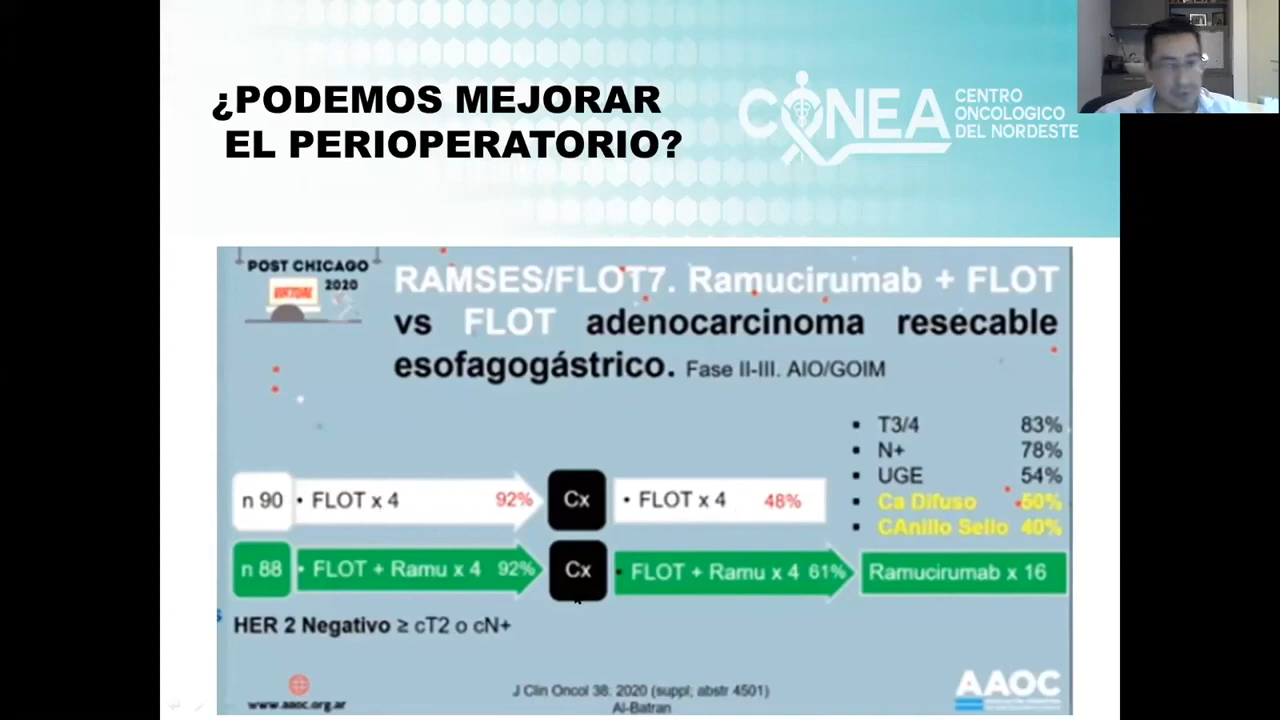 ¿PODEMOS MEJORAR
EL PERIOPERATORIO?
CONEA
CENTRO
ONCOLOGICO
DEL NORDESTE
POST CHICAGO
2020
VIRTUAL
RAMSES/FLOT7. Ramucirumab + FLOT
vs FLOT adenocarcinoma resecable
esofagogástrico. Fase II-III. AIO/GOIM
▪ T3/4 83%
▪ N+ 78%
▪ UGE 54%
▪ Ca Difuso 50%
▪ CAnillo Sello 40%
n 90 • FLOT x 4 92% Cx • FLOT x 4 48%
n 88 • FLOT + Ramu x 4 92% Cx • FLOT + Ramu x 4 61% Ramucirumab x 16
HER 2 Negativo ≥ cT2 o cN+
J Clin Oncol 38: 2020 (suppl; abstr 4501)
Al-Batran
www.aaoc.org.ar
AAOC